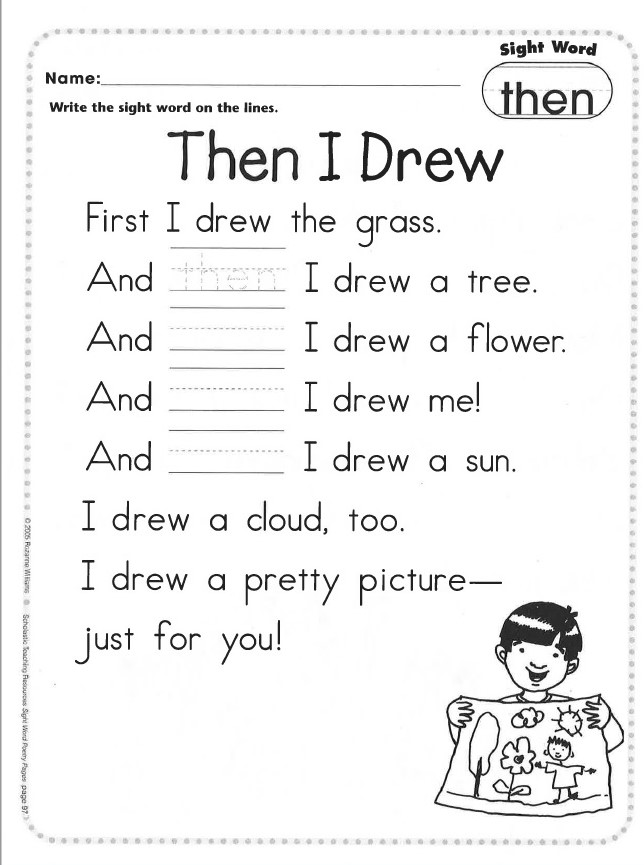 Sight Word
then
Name:
Write the sight word on the lines.
Then I Drew
First I drew the grass.
And then I drew a tree.
And I drew a flower.
And I drew me!
And I drew a sun.
I drew a cloud, too.
I drew a pretty picture—
just for you!
© 2005 Rozanne Williams Scholastic Teaching Resources Sight Word Poetry Pages page 97